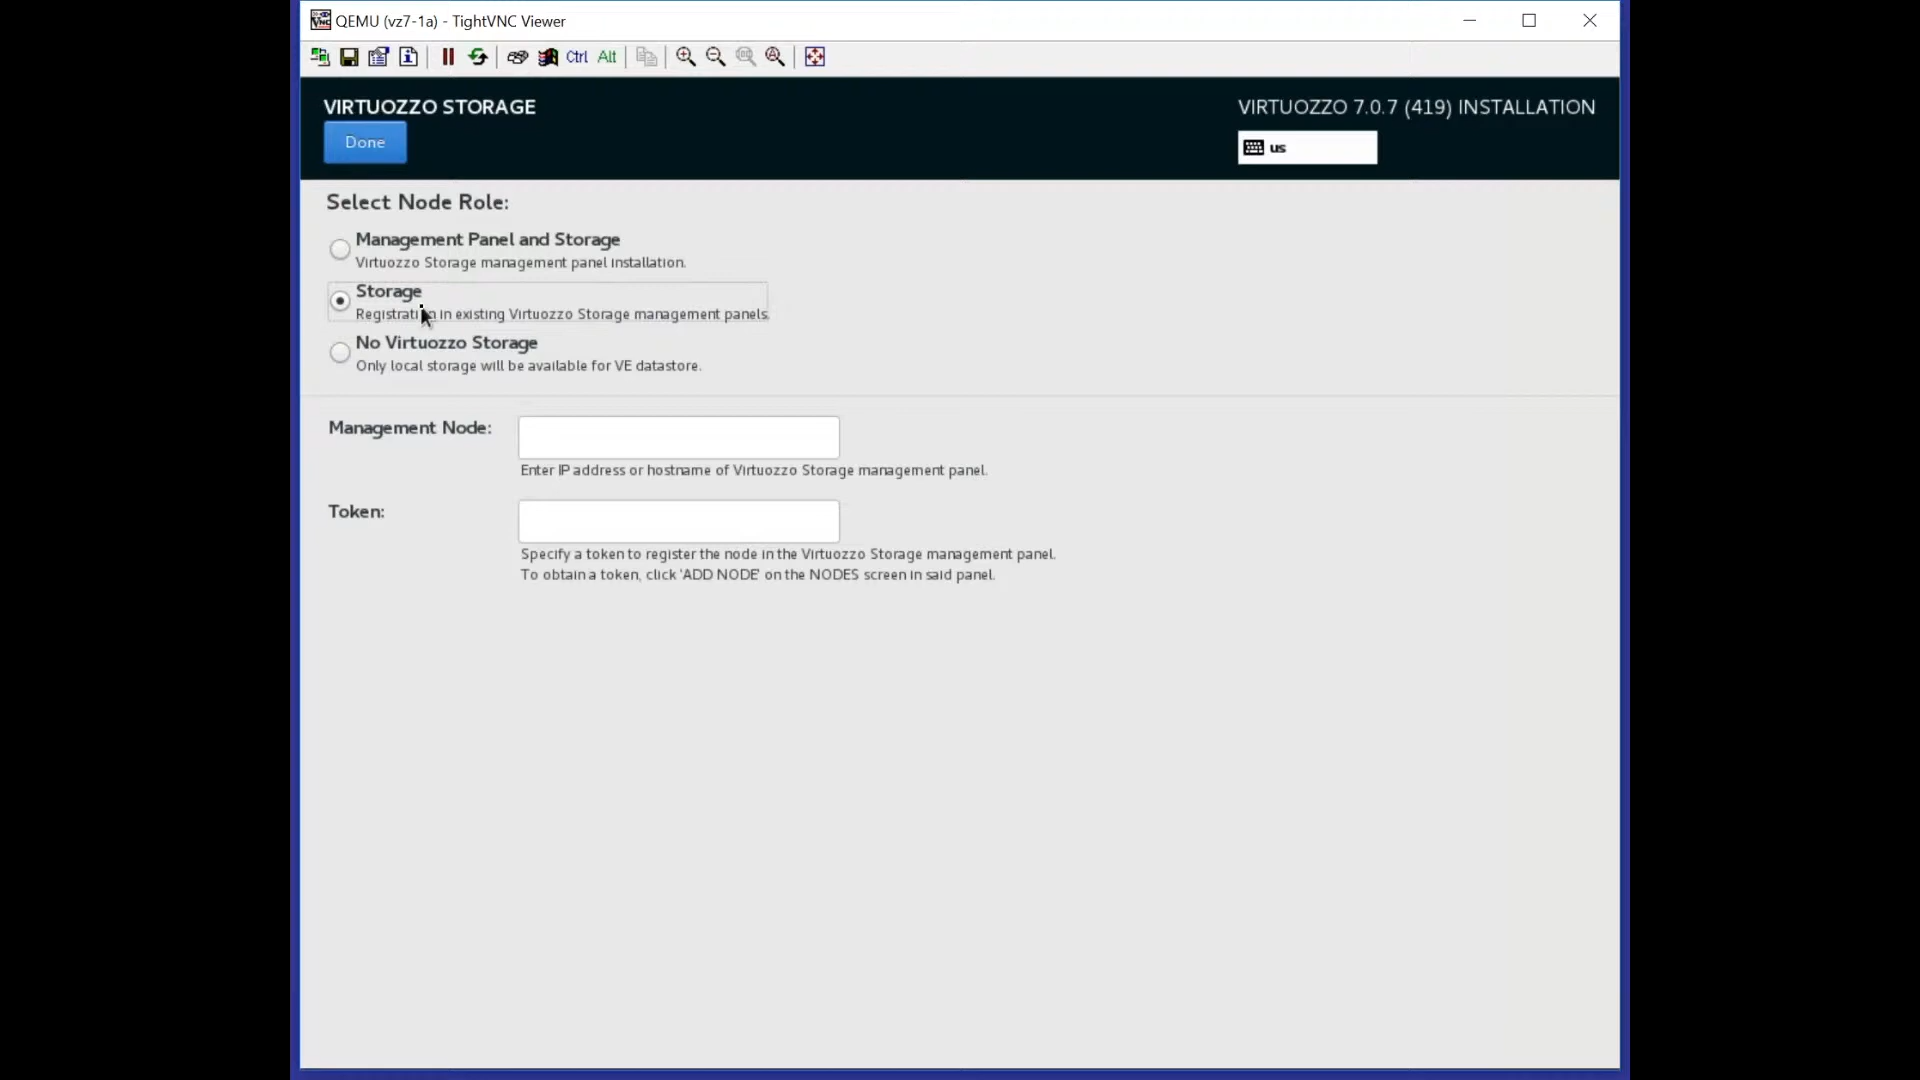 QEMU (vz7-1a) - TightVNC Viewer
Ctrl Alt
VIRTUOZZO STORAGE
VIRTUOZZO 7.0.7 (419) INSTALLATION
Done
us
Select Node Role:
Management Panel and Storage
Virtuozzo Storage management panel installation.
Storage
Registration in existing Virtuozzo Storage management panels.
No Virtuozzo Storage
Only local storage will be available for VE datastore.
Management Node:
Enter IP address or hostname of Virtuozzo Storage management panel.
Token:
Specify a token to register the node in the Virtuozzo Storage management panel.
To obtain a token, click 'ADD NODE' on the NODES screen in said panel.